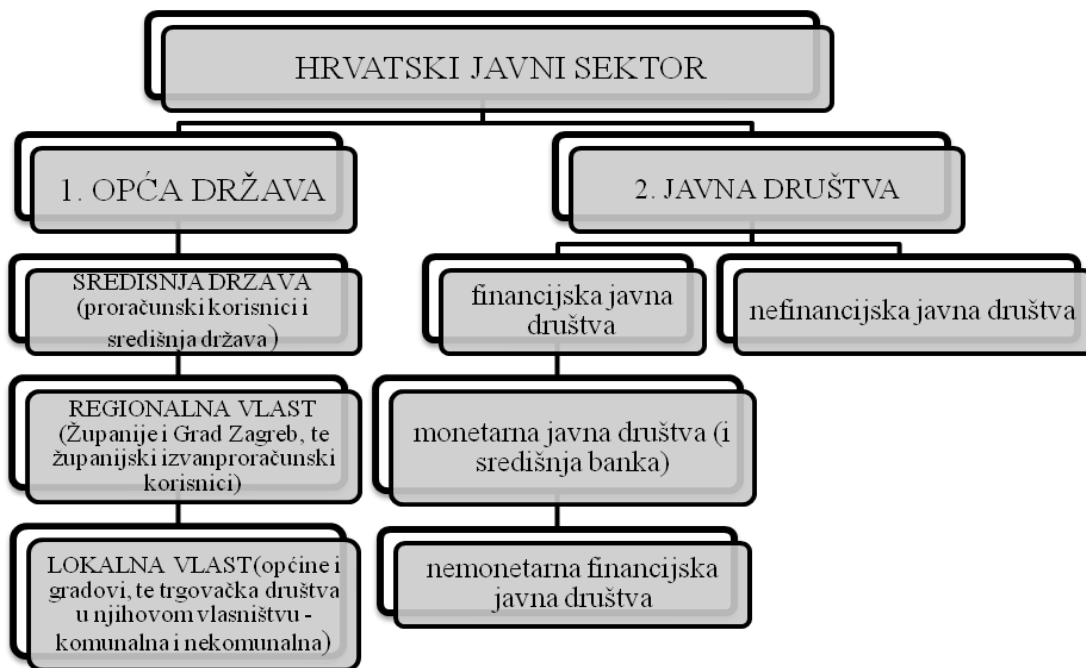 HRVATSKI JAVNI SEKTOR
1. OPĆA DRŽAVA
2. JAVNA DRUŠTVA
SREDIŠNJA DRŽAVA
(proračunski korisnici i
središnja država)
financijska javna
društva
nefinancijska javna društva
REGIONALNA VLAST
(Županije i Grad Zagreb, te
županijski izvanproračunski
korisnici)
monetarna javna društva (i
središnja banka)
LOKALNA VLAST(općine i
gradovi, te trgovačka društva
u njihovom vlasništvu -
komunalna i nekomunalna)
nemonetarna financijska
javna društva